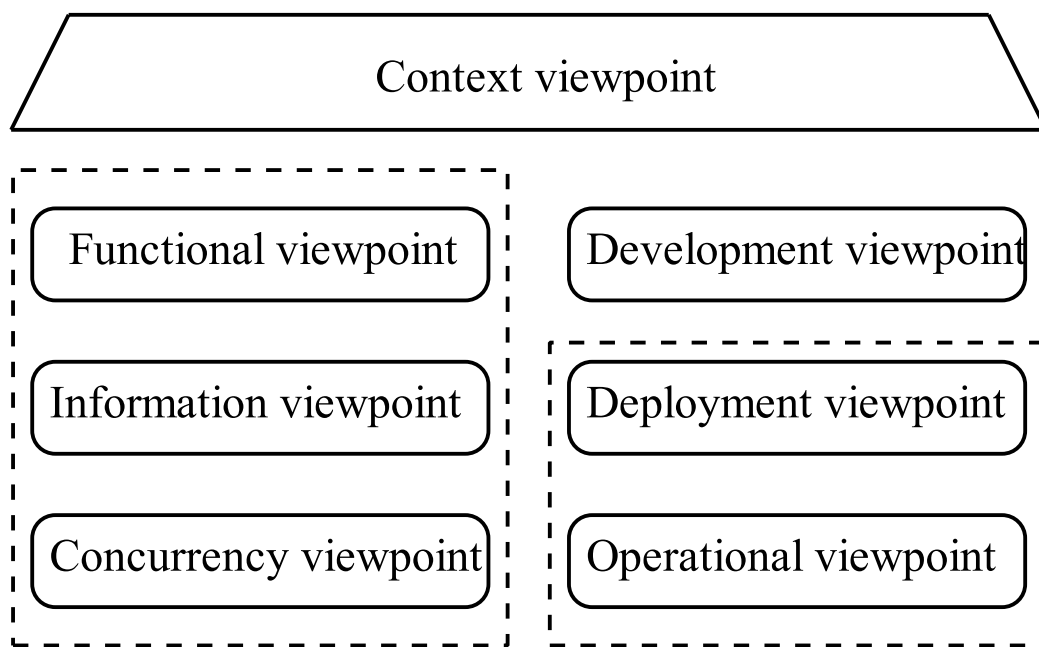 Context viewpoint
Functional viewpoint
Development viewpoint
Information viewpoint
Deployment viewpoint
Concurrency viewpoint
Operational viewpoint